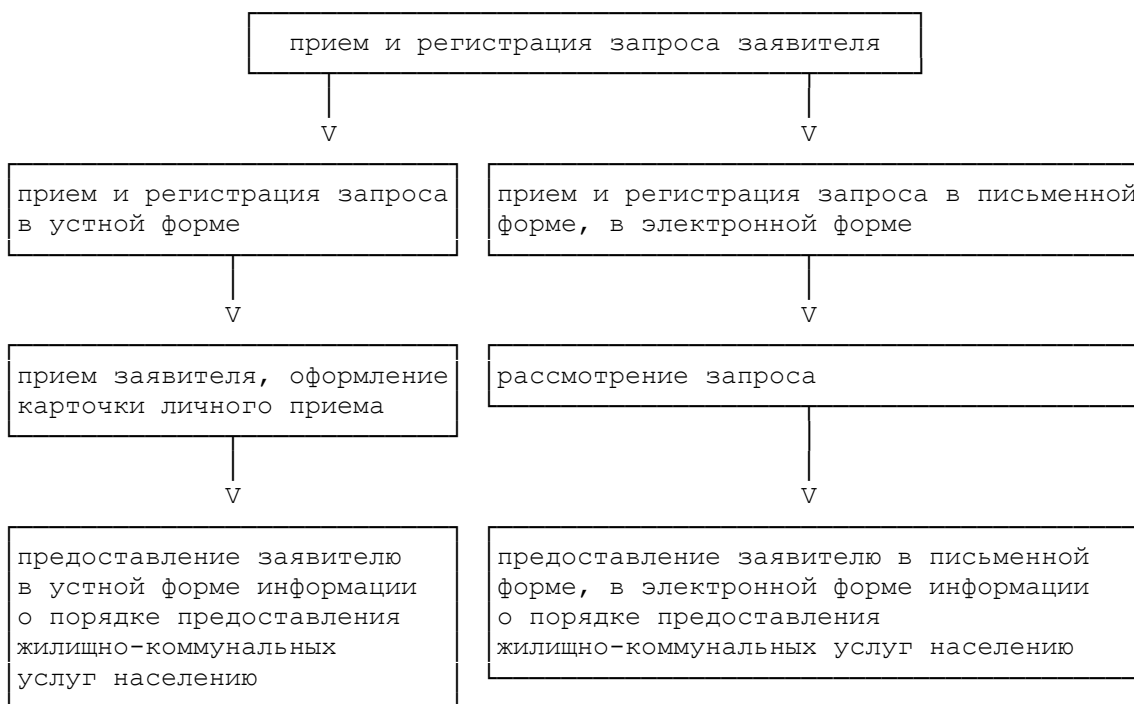 прием и регистрация запроса заявителя
V
V
прием и регистрация запроса
в устной форме
прием и регистрация запроса в письменной
форме, в электронной форме
V
V
прием заявителя, оформление
карточки личного приема
рассмотрение запроса
V
V
предоставление заявителю
в устной форме информации
о порядке предоставления
жилищно-коммунальных
услуг населению
предоставление заявителю в письменной
форме, в электронной форме информации
о порядке предоставления
жилищно-коммунальных услуг населению